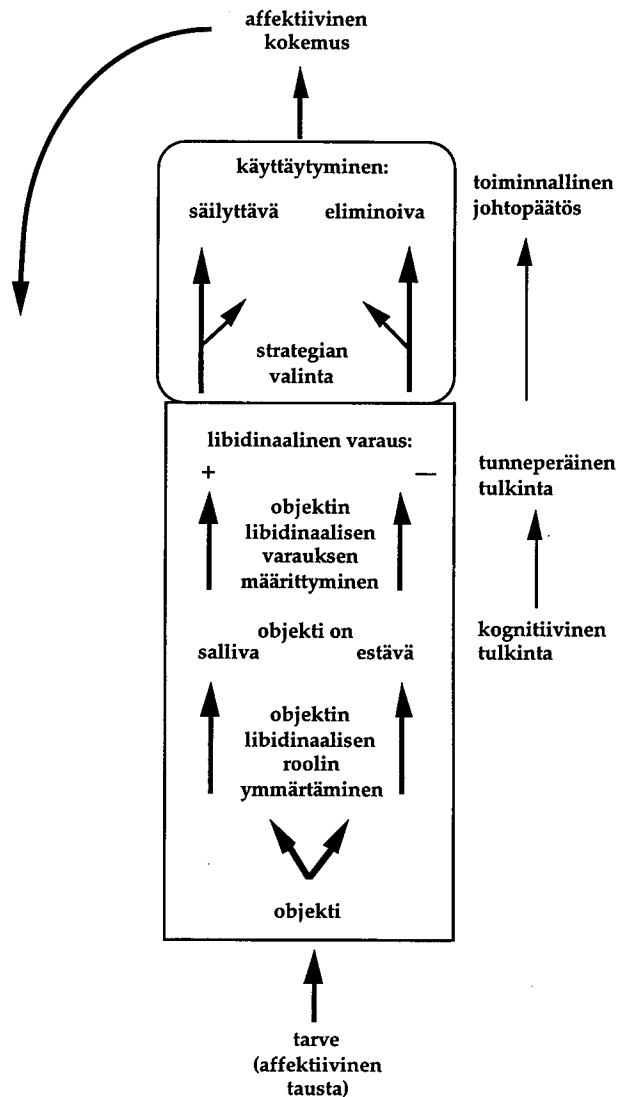 affektiivinen
kokemus
käyttäytyminen:
säilyttävä eliminoiva
toiminnallinen
johtopäätös
strategian
valinta
libidinaalinen varaus:
+ —
tunneperäinen
tulkinta
objektin
libidinaalisen
varauksen
määrittyminen
objekti on
salliva estävä
kognitiivinen
tulkinta
objektin
libidinaalisen
roolin
ymmärtäminen
objekti
tarve
(affektiivinen
tausta)